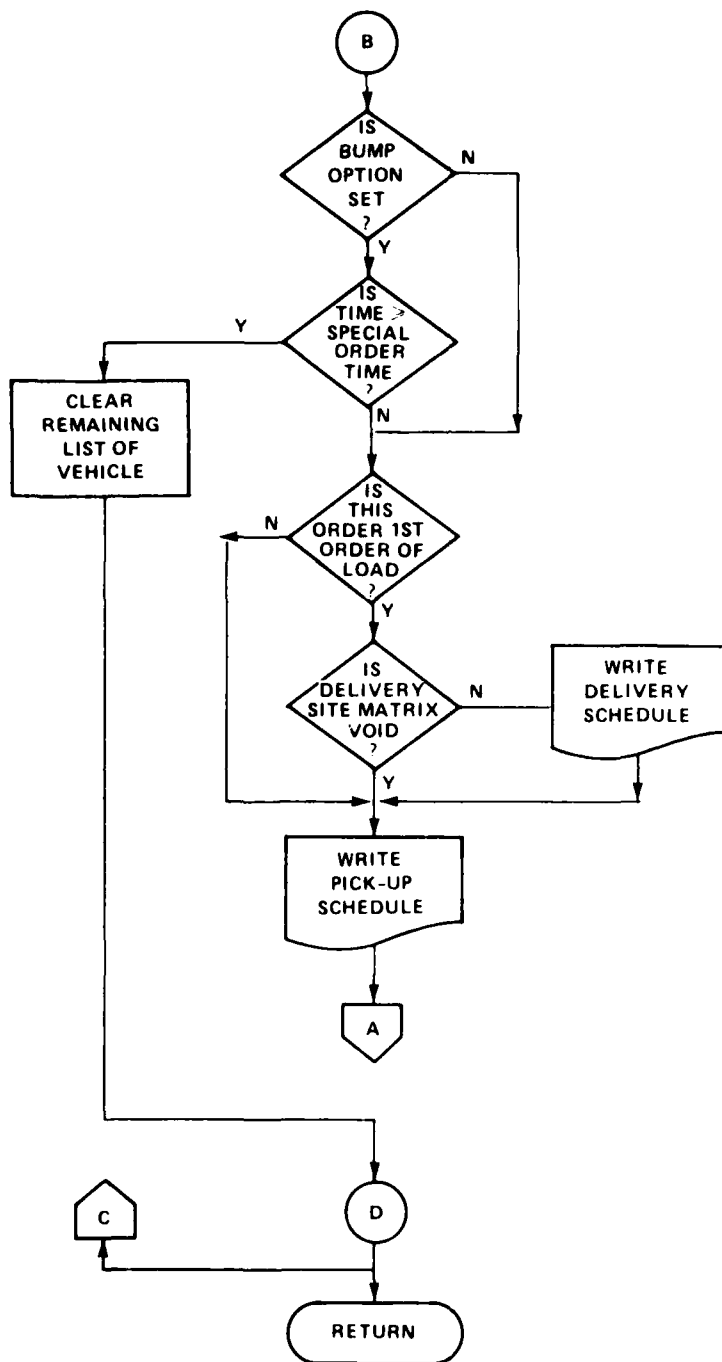 B
IS
BUMP
OPTION
SET
?
N
Y
IS
TIME ≥
SPECIAL
ORDER
TIME
?
Y
N
CLEAR
REMAINING
LIST OF
VEHICLE
IS
THIS
ORDER 1ST
ORDER OF
LOAD
?
N
Y
IS
DELIVERY
SITE MATRIX
VOID
?
N
Y
WRITE
DELIVERY
SCHEDULE
WRITE
PICK-UP
SCHEDULE
A
C
D
RETURN